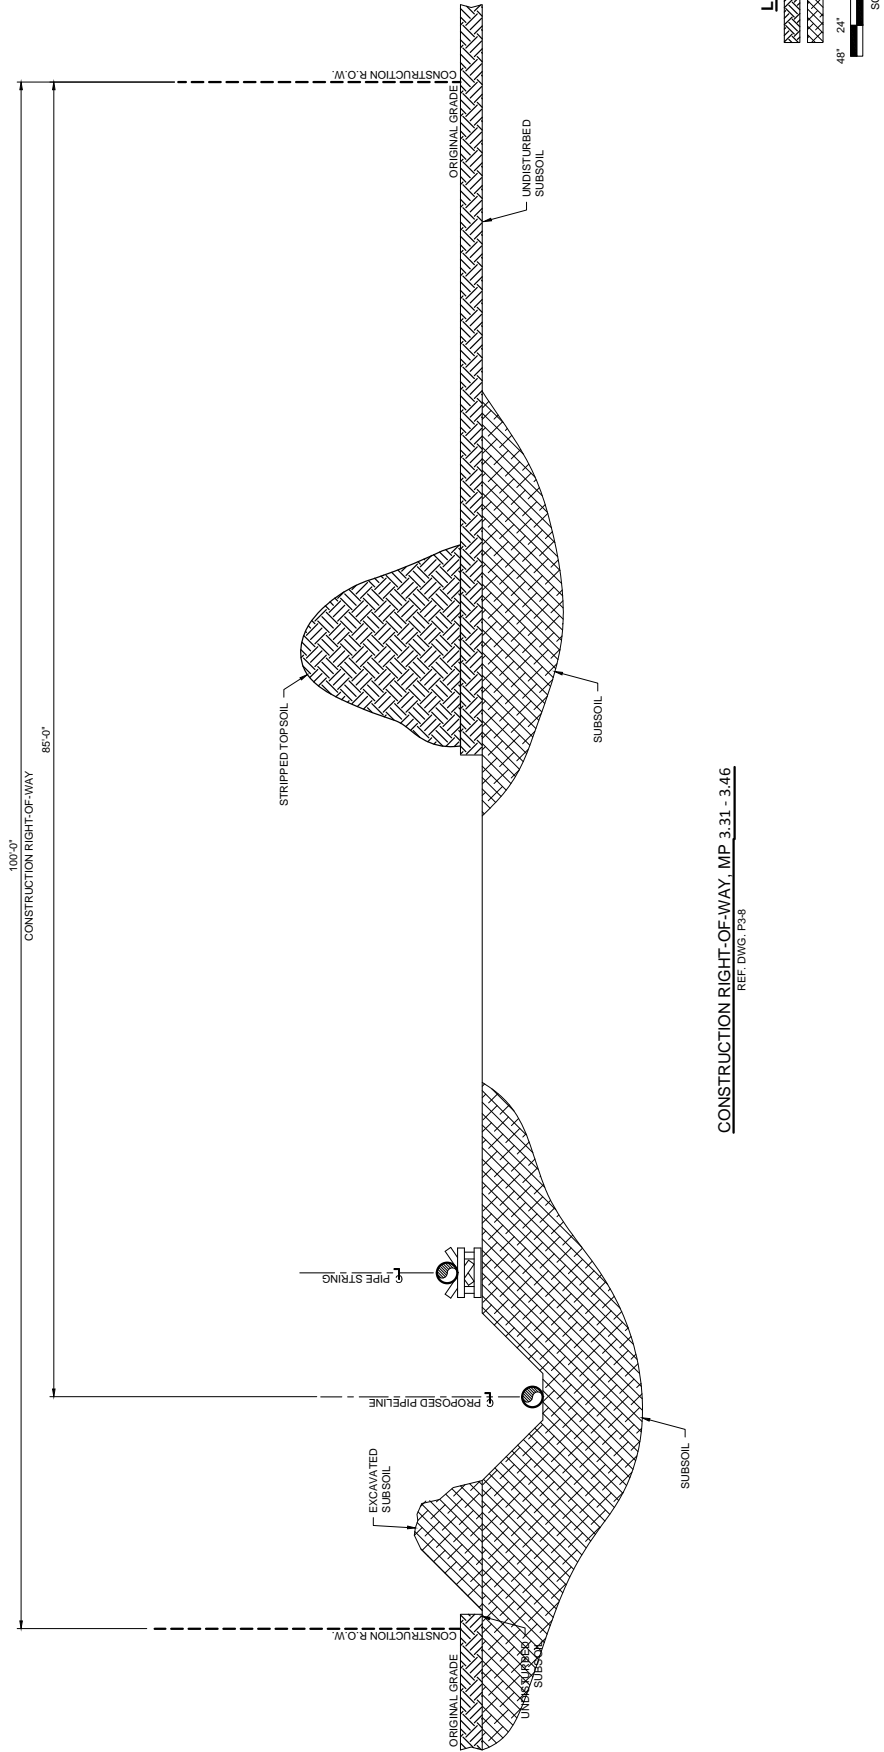 100'-0"
CONSTRUCTION RIGHT-OF-WAY
85'-0"
CONSTRUCTION R.O.W.
ORIGINAL GRADE
UNDISTURBED
SUBSOIL
EXCAVATED
SUBSOIL
℄ PROPOSED PIPELINE
℄ PIPE STRING
SUBSOIL
STRIPPED TOPSOIL
SUBSOIL
CONSTRUCTION R.O.W.
ORIGINAL GRADE
UNDISTURBED
SUBSOIL
CONSTRUCTION RIGHT-OF-WAY, MP 3.31 - 3.46
REF. DWG. P3-8
48" 24"